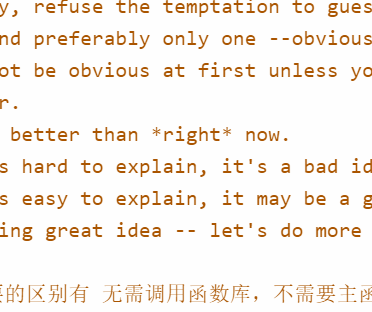 y, refuse the temptation to gues
nd preferably only one --obvious
ot be obvious at first unless yo
r.
better than *right* now.
s hard to explain, it's a bad id
s easy to explain, it may be a g
ing great idea -- let's do more
的区别有 无需调用函数库，不需要主函